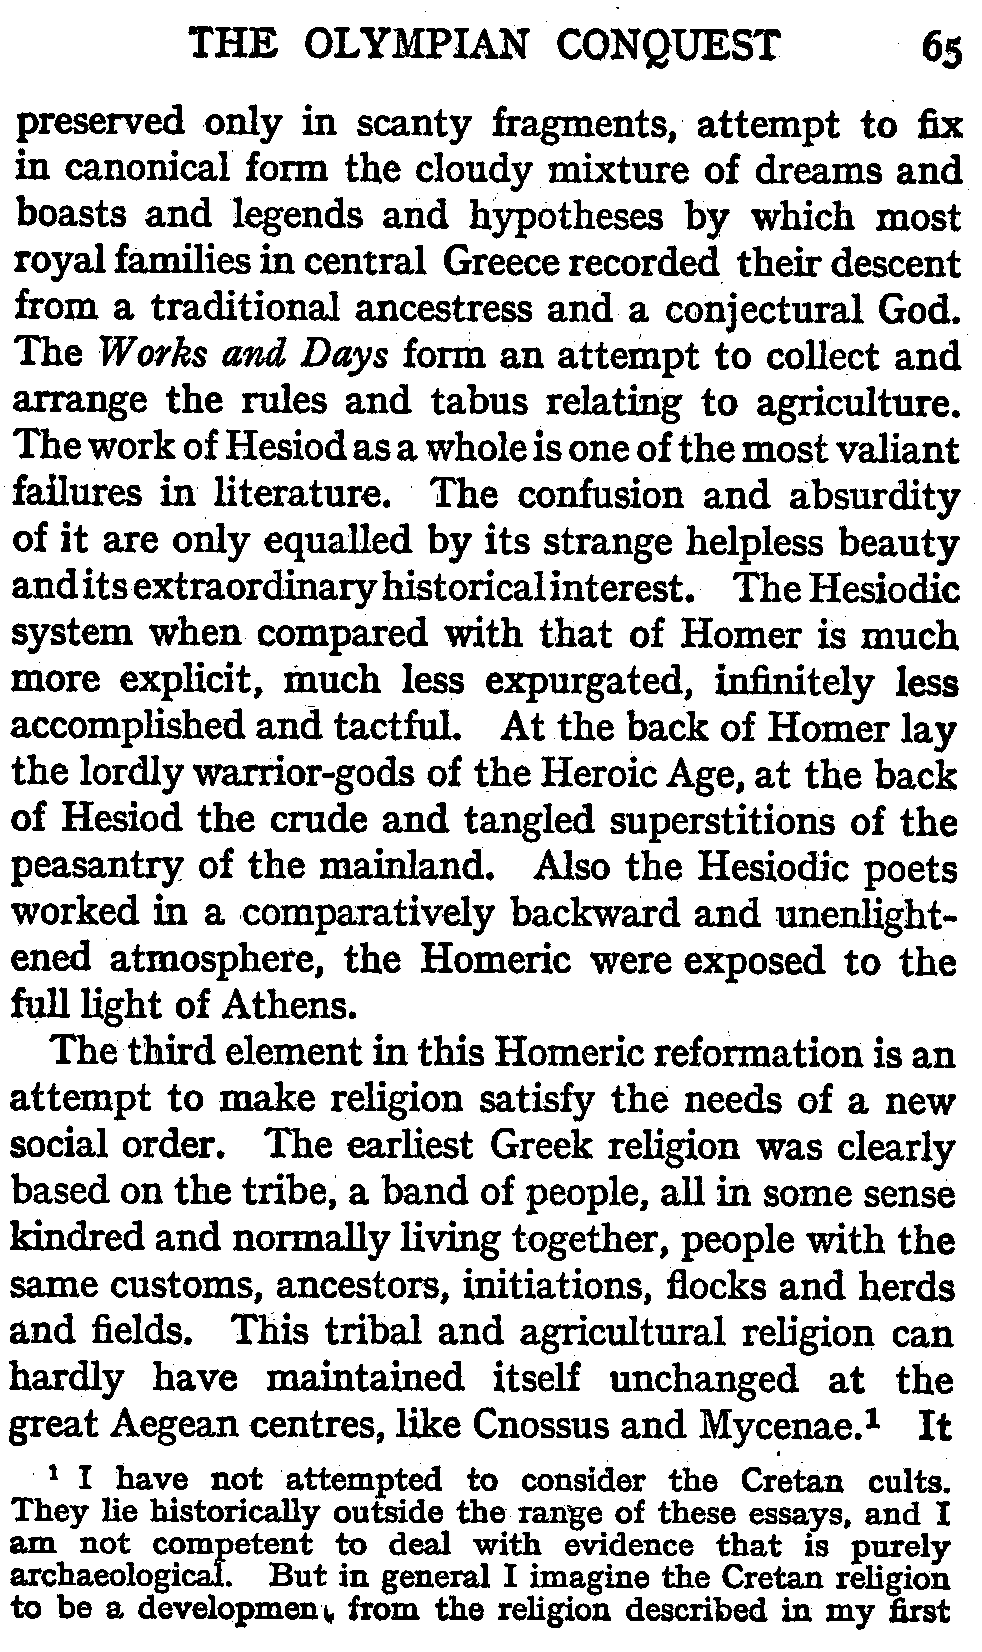 THE OLYMPIAN CONQUEST 65
preserved only in scanty fragments, attempt to fix
in canonical form the cloudy mixture of dreams and
boasts and legends and hypotheses by which most
royal families in central Greece recorded their descent
from a traditional ancestress and a conjectural God.
The Works and Days form an attempt to collect and
arrange the rules and tabus relating to agriculture.
The work of Hesiod as a whole is one of the most valiant
failures in literature. The confusion and absurdity
of it are only equalled by its strange helpless beauty
and its extraordinary historical interest. The Hesiodic
system when compared with that of Homer is much
more explicit, much less expurgated, infinitely less
accomplished and tactful. At the back of Homer lay
the lordly warrior-gods of the Heroic Age, at the back
of Hesiod the crude and tangled superstitions of the
peasantry of the mainland. Also the Hesiodic poets
worked in a comparatively backward and unenlight-
ened atmosphere, the Homeric were exposed to the
full light of Athens.
The third element in this Homeric reformation is an
attempt to make religion satisfy the needs of a new
social order. The earliest Greek religion was clearly
based on the tribe, a band of people, all in some sense
kindred and normally living together, people with the
same customs, ancestors, initiations, flocks and herds
and fields. This tribal and agricultural religion can
hardly have maintained itself unchanged at the
great Aegean centres, like Cnossus and Mycenae.¹ It
¹ I have not attempted to consider the Cretan cults.
They lie historically outside the range of these essays, and I
am not competent to deal with evidence that is purely
archaeological. But in general I imagine the Cretan religion
to be a development from the religion described in my first